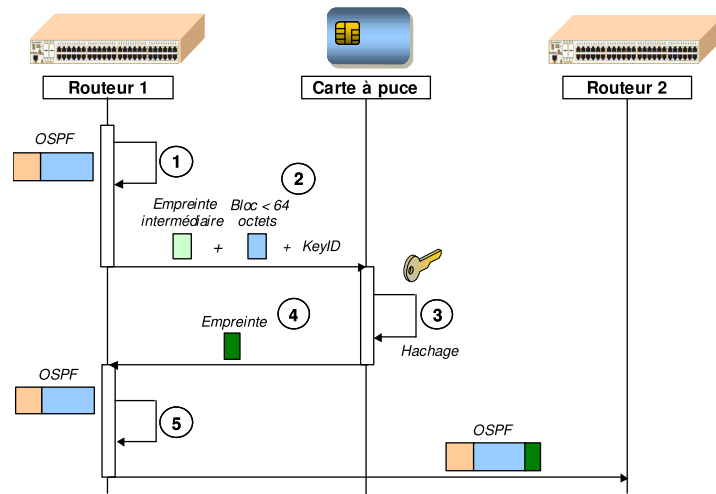 Routeur 1
Carte à puce
Routeur 2
OSPF
1
2
Empreinte intermédiaire
Bloc < 64 octets
+
+ KeyID
3
Hachage
4
Empreinte
OSPF
5
OSPF